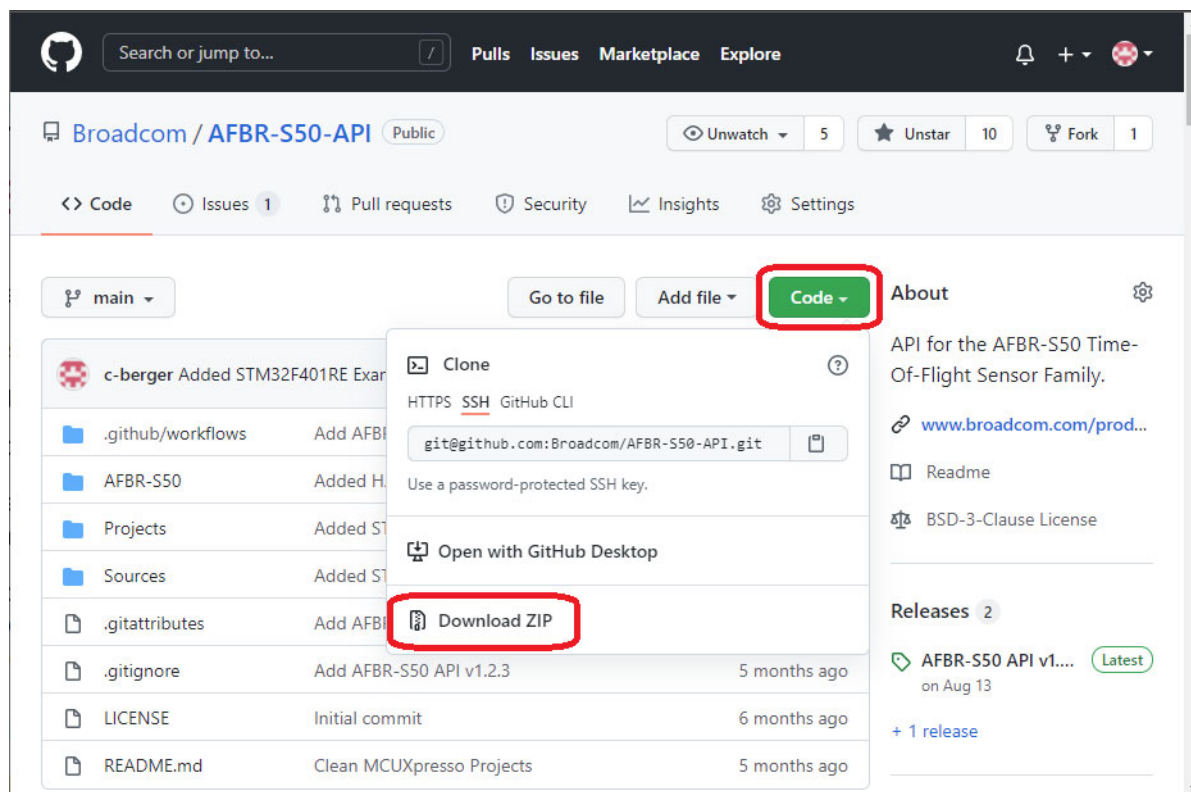 Search or jump to... / Pulls Issues Marketplace Explore
Broadcom / AFBR-S50-API Public Unwatch 5 Unstar 10 Fork 1
<> Code Issues 1 Pull requests Security Insights Settings
main Go to file Add file Code
About
API for the AFBR-S50 Time-
Of-Flight Sensor Family.
www.broadcom.com/prod...
Readme
BSD-3-Clause License
Releases 2
AFBR-S50 API v1.... Latest
on Aug 13
+ 1 release
c-berger Added STM32F401RE Exar
.github/workflows Add AFBI
AFBR-S50 Added H
Projects Added ST
Sources Added ST
.gitattributes Add AFBI
.gitignore Add AFBR-S50 API v1.2.3 5 months ago
LICENSE Initial commit 6 months ago
README.md Clean MCUXpresso Projects 5 months ago
Clone ?
HTTPS SSH GitHub CLI
git@github.com:Broadcom/AFBR-S50-API.git
Use a password-protected SSH key.
Open with GitHub Desktop
Download ZIP